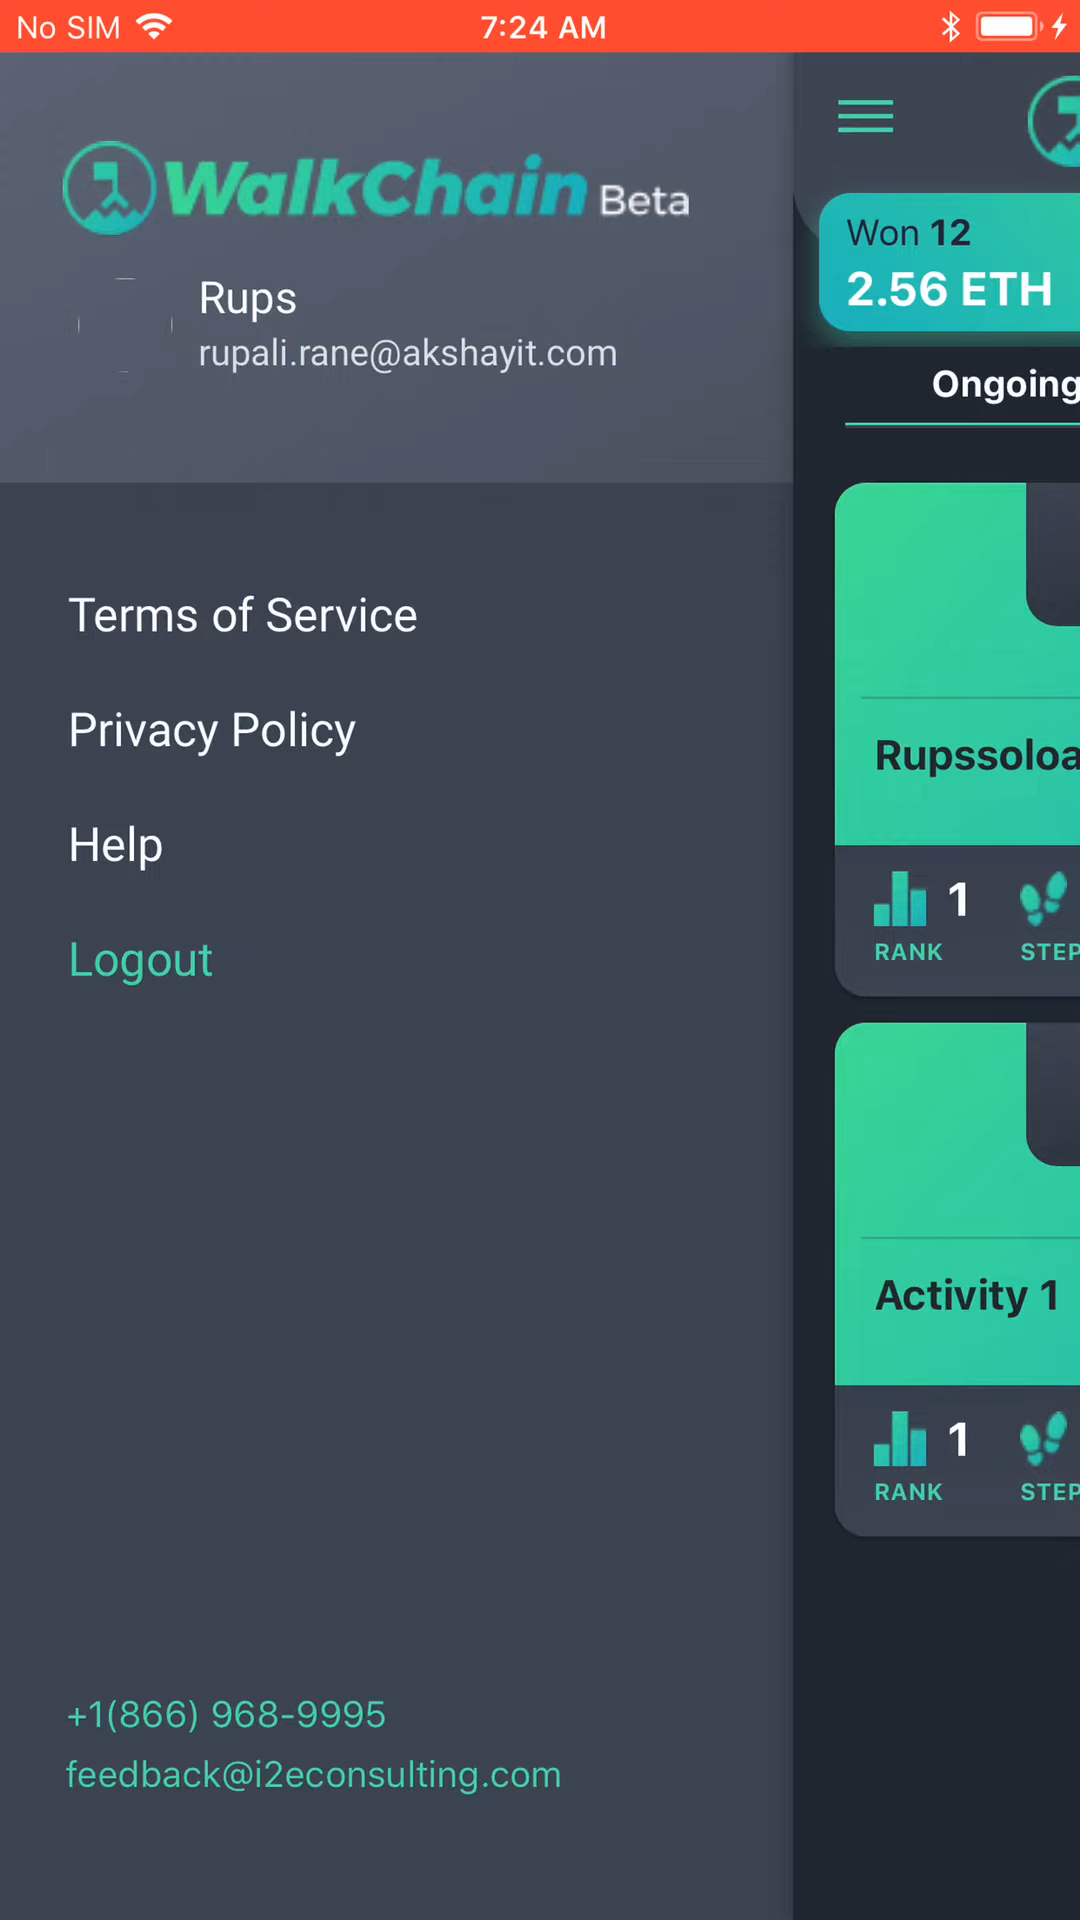 No SIM 7:24 AM
WalkChain Beta
Rups
rupali.rane@akshayit.com
Terms of Service
Privacy Policy
Help
Logout
+1(866) 968-9995
feedback@i2econsulting.com
Won 12
2.56 ETH
Ongoing
Rupssoloa
1
RANK STEP
Activity 1
1
RANK STEP